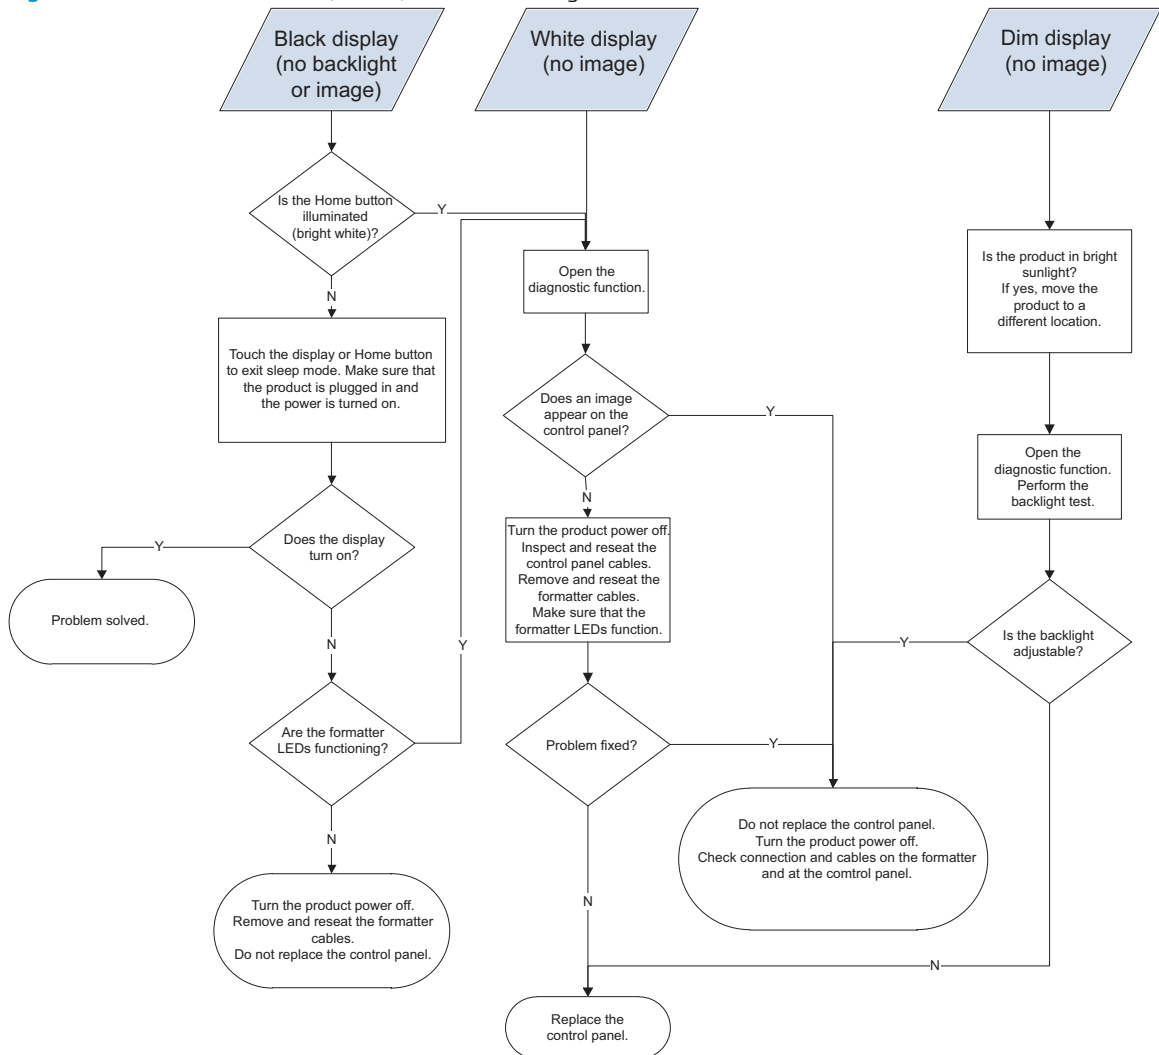 Black display
(no backlight
or image)
White display
(no image)
Dim display
(no image)
Is the Home button
illuminated
(bright white)?
Y
N
Touch the display or Home button
to exit sleep mode. Make sure that
the product is plugged in and
the power is turned on.
Does the display
turn on?
Y
Problem solved.
N
Are the formatter
LEDs functioning?
Y
N
Turn the product power off.
Remove and reseat the formatter
cables.
Do not replace the control panel.
Open the
diagnostic function.
Does an image
appear on the
control panel?
Y
N
Turn the product power off.
Inspect and reseat the
control panel cables.
Remove and reseat the
formatter cables.
Make sure that the
formatter LEDs function.
Problem fixed?
Y
N
Do not replace the control panel.
Turn the product power off.
Check connection and cables on the formatter
and at the comtrol panel.
Replace the
control panel.
Is the product in bright
sunlight?
If yes, move the
product to a
different location.
Open the
diagnostic function.
Perform the
backlight test.
Is the backlight
adjustable?
Y
N